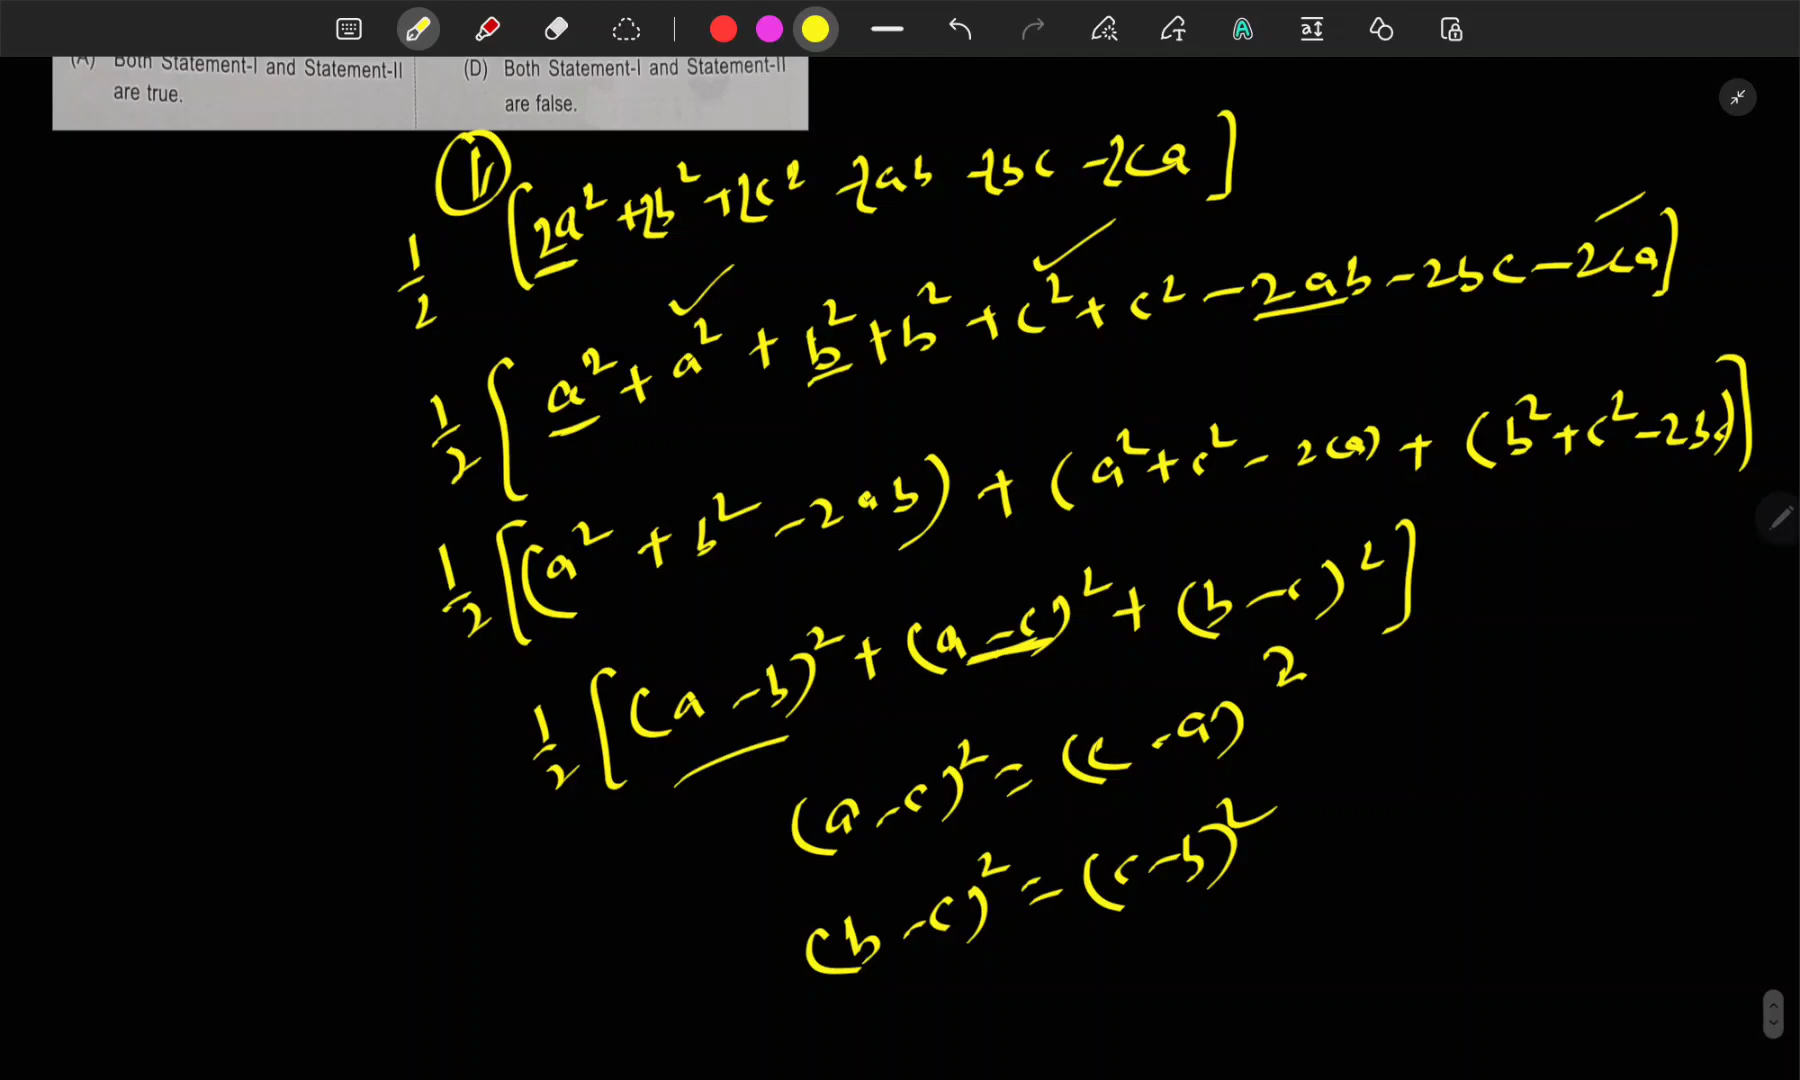 (A) Both Statement-I and Statement-II are true.
(D) Both Statement-I and Statement-II are false.
1/2 [2a² + 2b² + 2c² - 2ab - 2bc - 2ca]
1/2 [a² + a² + b² + b² + c² + c² - 2ab - 2bc - 2ca]
1/2 [(a² + b² - 2ab) + (a² + c² - 2ca) + (b² + c² - 2bc)]
1/2 [(a - b)² + (a - c)² + (b - c)²]
(a - c)² = (c - a)²
(b - c)² = (c - b)²